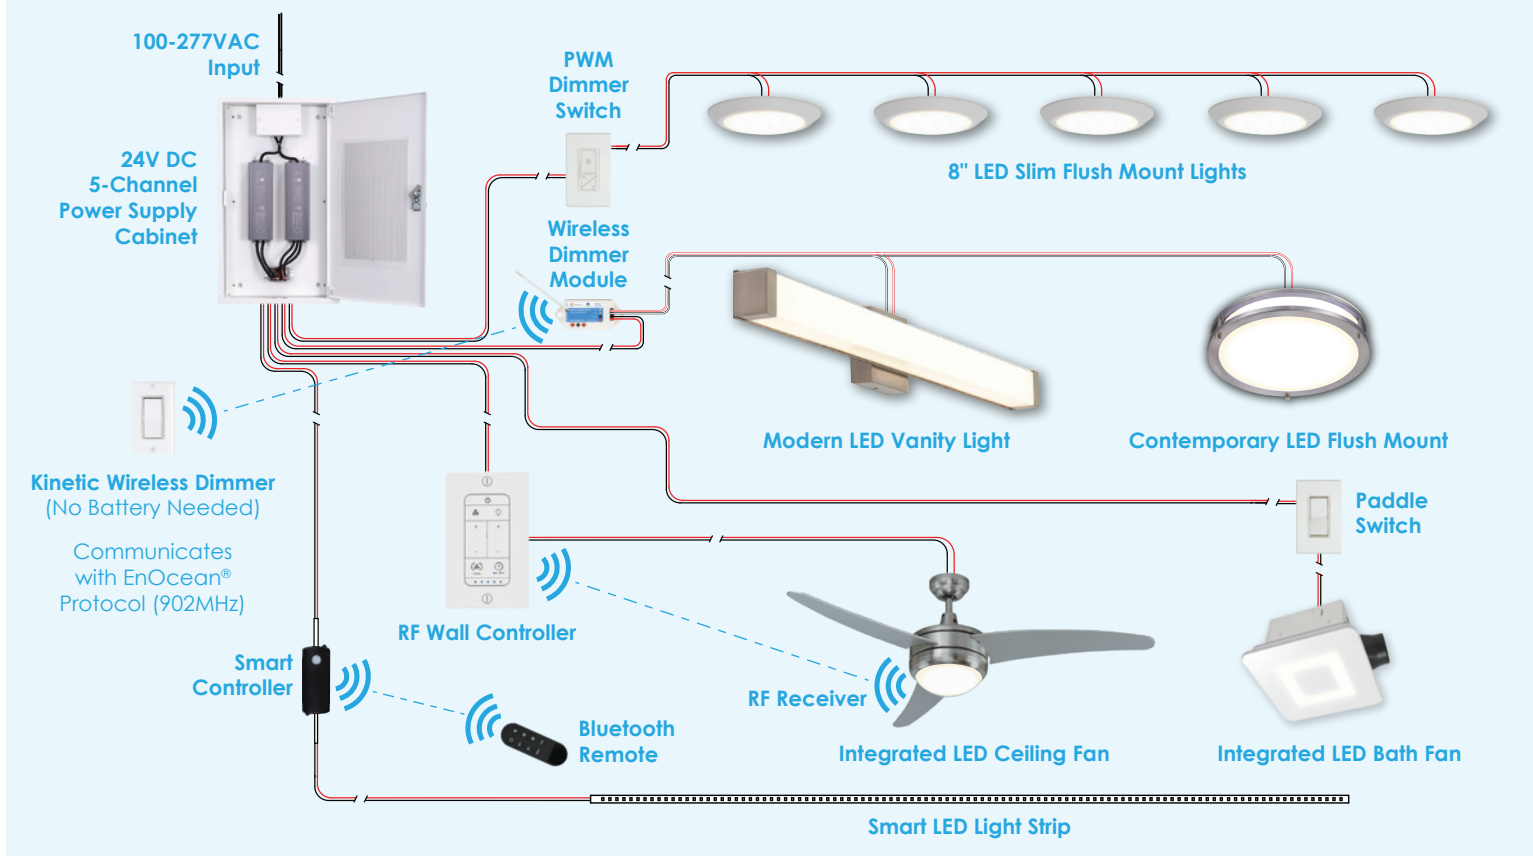 100-277VAC
Input
24V DC
5-Channel
Power Supply
Cabinet
PWM
Dimmer
Switch
8" LED Slim Flush Mount Lights
Wireless
Dimmer
Module
Modern LED Vanity Light
Contemporary LED Flush Mount
Kinetic Wireless Dimmer
(No Battery Needed)
Communicates
with EnOcean®
Protocol (902MHz)
RF Wall Controller
Paddle
Switch
Smart
Controller
Bluetooth
Remote
RF Receiver
Integrated LED Ceiling Fan
Integrated LED Bath Fan
Smart LED Light Strip